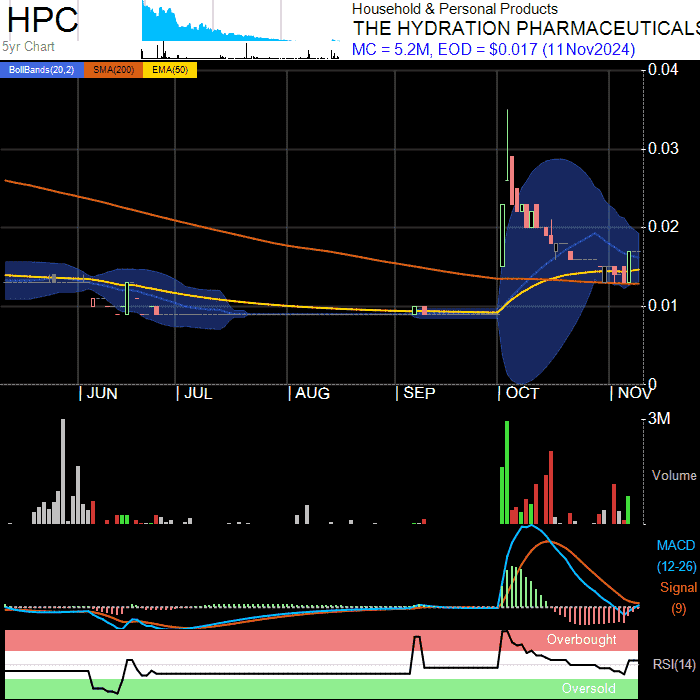 HPC
5yr Chart
Household & Personal Products
THE HYDRATION PHARMACEUTICALS
MC = 5.2M, EOD = $0.017 (11Nov2024)
BollBands(20,2) SMA(200) EMA(50)
0.04
0.03
0.02
0.01
0
JUN JUL AUG SEP OCT NOV
3M
Volume
MACD
(12-26)
Signal
(9)
Overbought
RSI(14)
Oversold